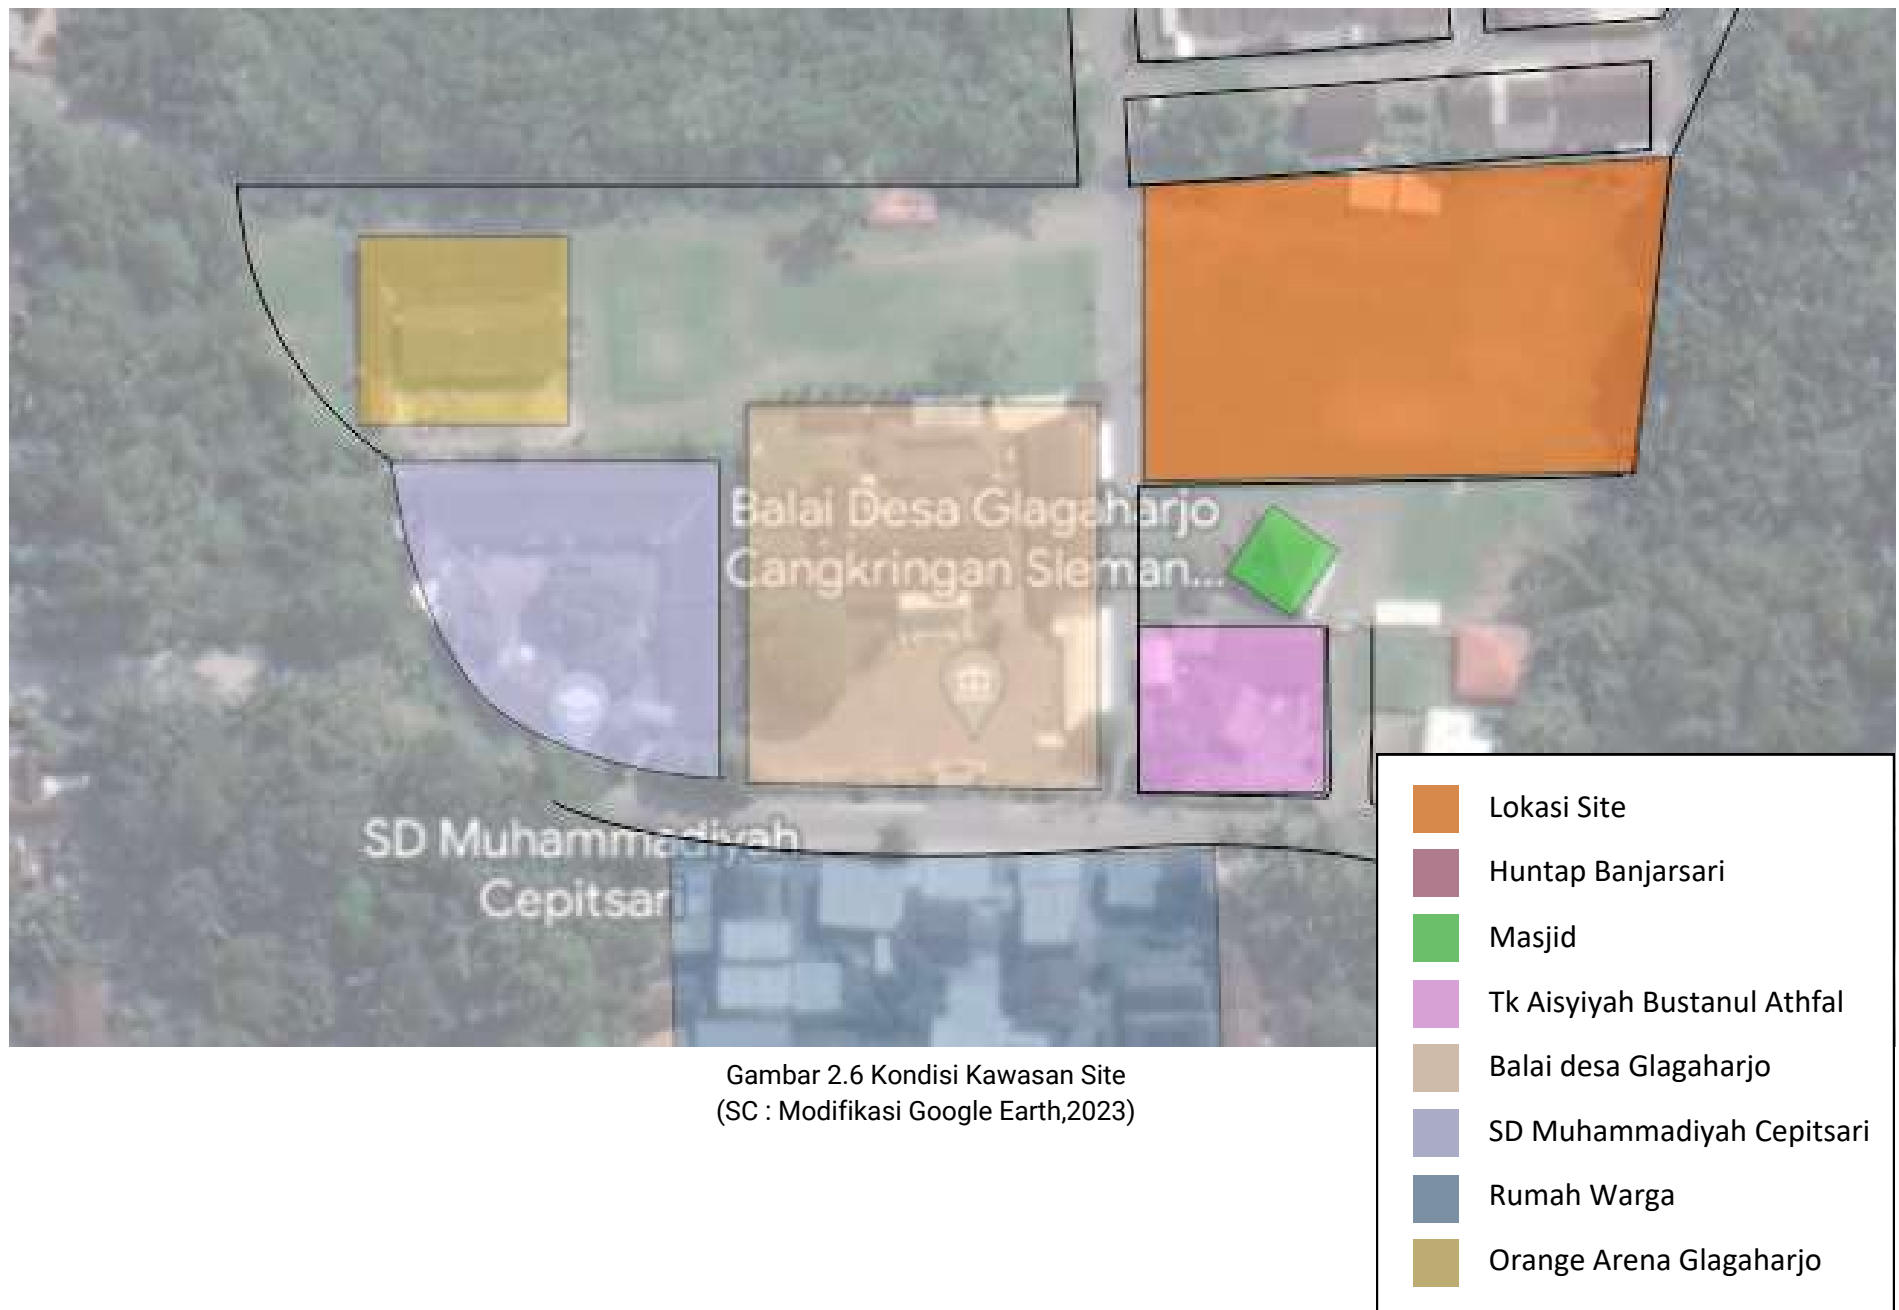 Balai Desa Glagaharjo
Cangkringan Sleman...
SD Muhammadiyah
Cepitsari
Lokasi Site
Huntap Banjarsari
Masjid
Tk Aisyiyah Bustanul Athfal
Balai desa Glagaharjo
SD Muhammadiyah Cepitsari
Rumah Warga
Orange Arena Glagaharjo
Gambar 2.6 Kondisi Kawasan Site
(SC : Modifikasi Google Earth,2023)